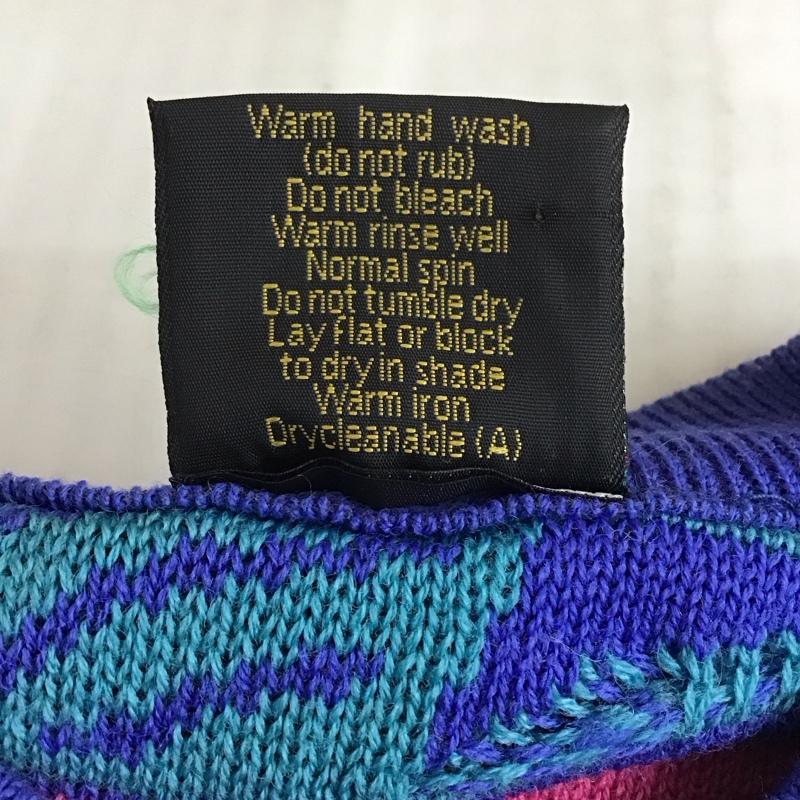 Warm hand wash
(do not rub)
Do not bleach
Warm rinse well
Normal spin
Do not tumble dry
Lay flat or block
to dry in shade
Warm iron
Drycleanable (A)